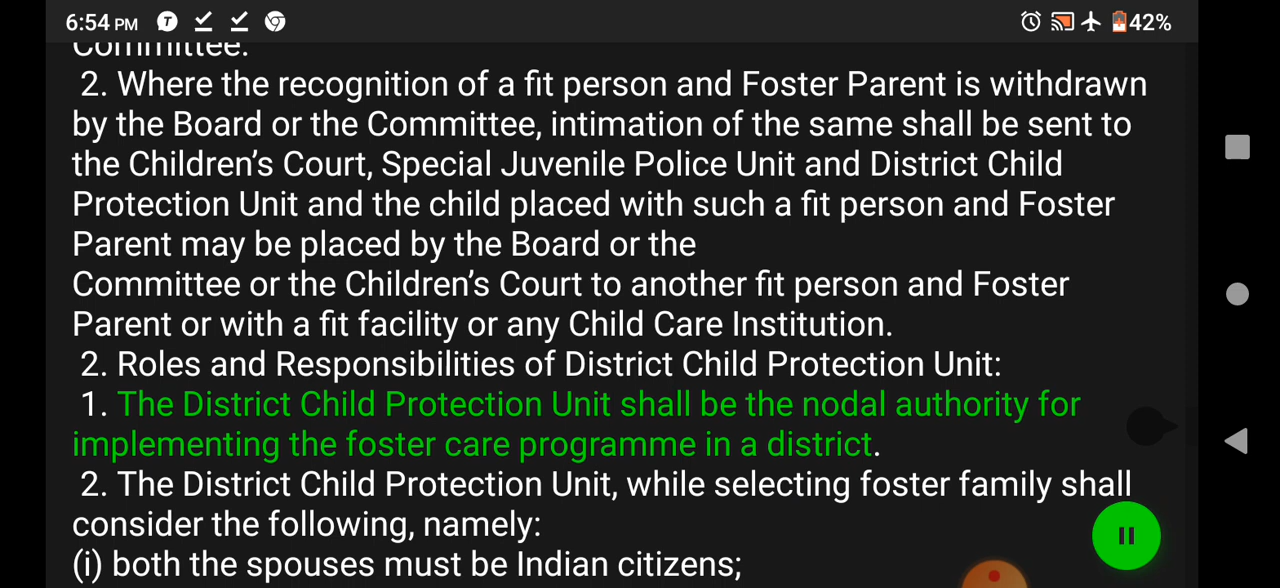 6:54 PM
42%
Committee.
2. Where the recognition of a fit person and Foster Parent is withdrawn
by the Board or the Committee, intimation of the same shall be sent to
the Children’s Court, Special Juvenile Police Unit and District Child
Protection Unit and the child placed with such a fit person and Foster
Parent may be placed by the Board or the
Committee or the Children’s Court to another fit person and Foster
Parent or with a fit facility or any Child Care Institution.
2. Roles and Responsibilities of District Child Protection Unit:
1. The District Child Protection Unit shall be the nodal authority for
implementing the foster care programme in a district.
2. The District Child Protection Unit, while selecting foster family shall
consider the following, namely:
(i) both the spouses must be Indian citizens;